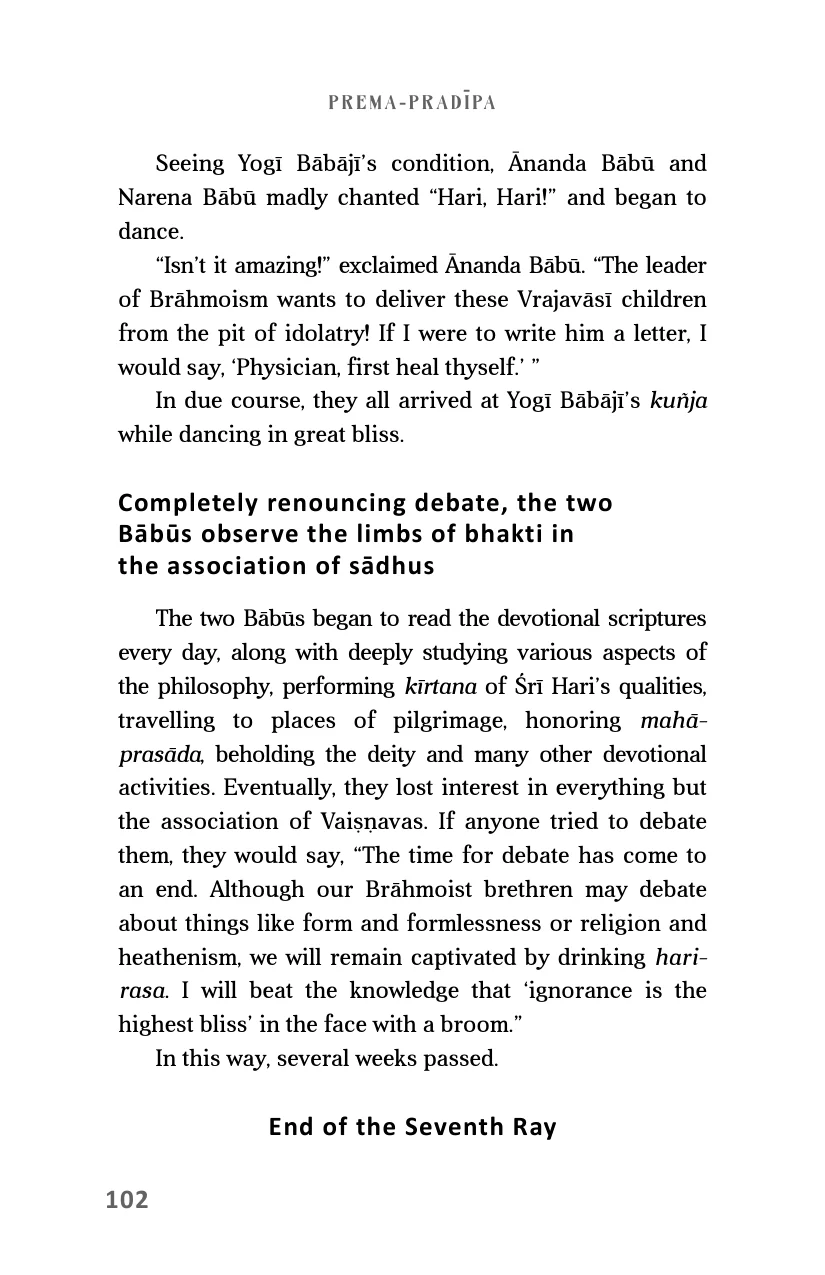 PREMA-PRADĪPA
Seeing Yogī Bābājī’s condition, Ānanda Bābū and
Narena Bābū madly chanted “Hari, Hari!” and began to
dance.
“Isn’t it amazing!” exclaimed Ānanda Bābū. “The leader
of Brāhmoism wants to deliver these Vrajavāsī children
from the pit of idolatry! If I were to write him a letter, I
would say, ‘Physician, first heal thyself.’ ”
In due course, they all arrived at Yogī Bābājī’s kuñja
while dancing in great bliss.
Completely renouncing debate, the two
Bābūs observe the limbs of bhakti in
the association of sādhus
The two Bābūs began to read the devotional scriptures
every day, along with deeply studying various aspects of
the philosophy, performing kīrtana of Śrī Hari’s qualities,
travelling to places of pilgrimage, honoring mahā-
prasāda, beholding the deity and many other devotional
activities. Eventually, they lost interest in everything but
the association of Vaiṣṇavas. If anyone tried to debate
them, they would say, “The time for debate has come to
an end. Although our Brāhmoist brethren may debate
about things like form and formlessness or religion and
heathenism, we will remain captivated by drinking hari-
rasa. I will beat the knowledge that ‘ignorance is the
highest bliss’ in the face with a broom.”
In this way, several weeks passed.
End of the Seventh Ray
102